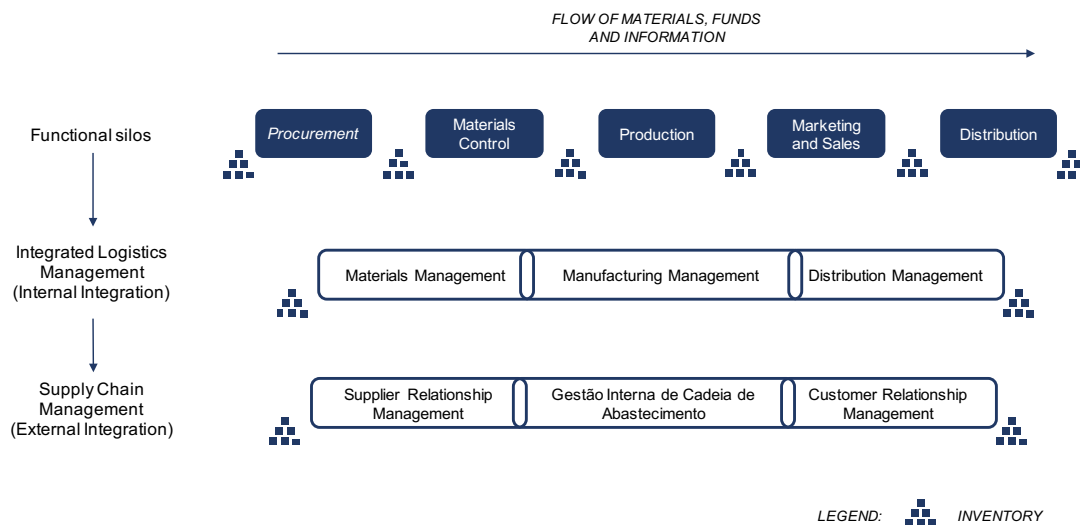 FLOW OF MATERIALS, FUNDS
AND INFORMATION
Functional silos
Procurement
Materials
Control
Production
Marketing
and Sales
Distribution
Integrated Logistics
Management
(Internal Integration)
Materials Management
Manufacturing Management
Distribution Management
Supply Chain
Management
(External Integration)
Supplier Relationship
Management
Gestão Interna de Cadeia de
Abastecimento
Customer Relationship
Management
LEGEND:
INVENTORY